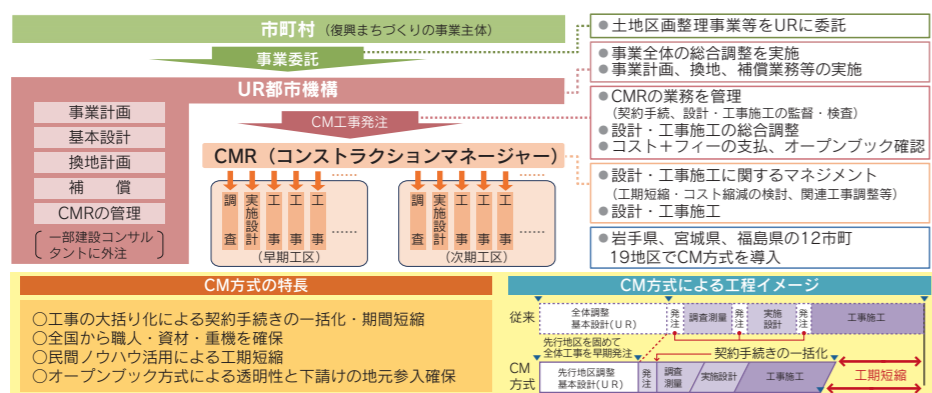 市町村（復興まちづくりの事業主体）
事業委託
UR都市機構
CM工事発注
CMR（コンストラクションマネージャー）
事業計画
基本設計
換地計画
補　償
CMRの管理
一部建設コンサル
タントに外注
調査
実施設計
工事
工事
工事
……
……
（早期工区）
調査
実施設計
工事
工事
工事
……
……
（次期工区）
●土地区画整理事業等をURに委託
●事業全体の総合調整を実施
●事業計画、換地、補償業務等の実施
●CMRの業務を管理
（契約手続、設計・工事施工の監督・検査）
●設計・工事施工の総合調整
●コスト＋フィーの支払、オープンブック確認
●設計・工事施工に関するマネジメント
（工期短縮・コスト縮減の検討、関連工事調整等）
●設計・工事施工
●岩手県、宮城県、福島県の12市町
19地区でCM方式を導入
CM方式の特長
○工事の大括り化による契約手続きの一括化・期間短縮
○全国から職人・資材・重機を確保
○民間ノウハウ活用による工期短縮
○オープンブック方式による透明性と下請けの地元参入確保
CM方式による工程イメージ
従来
全体調整
基本設計(UR)
発注
調査測量
発注
実施
設計
発注
工事施工
先行地区を固めて
全体工事を早期発注
契約手続きの一括化
CM
方式
先行地区調整
基本設計(UR)
発注
調査
測量
実施設計
工事施工
工期短縮